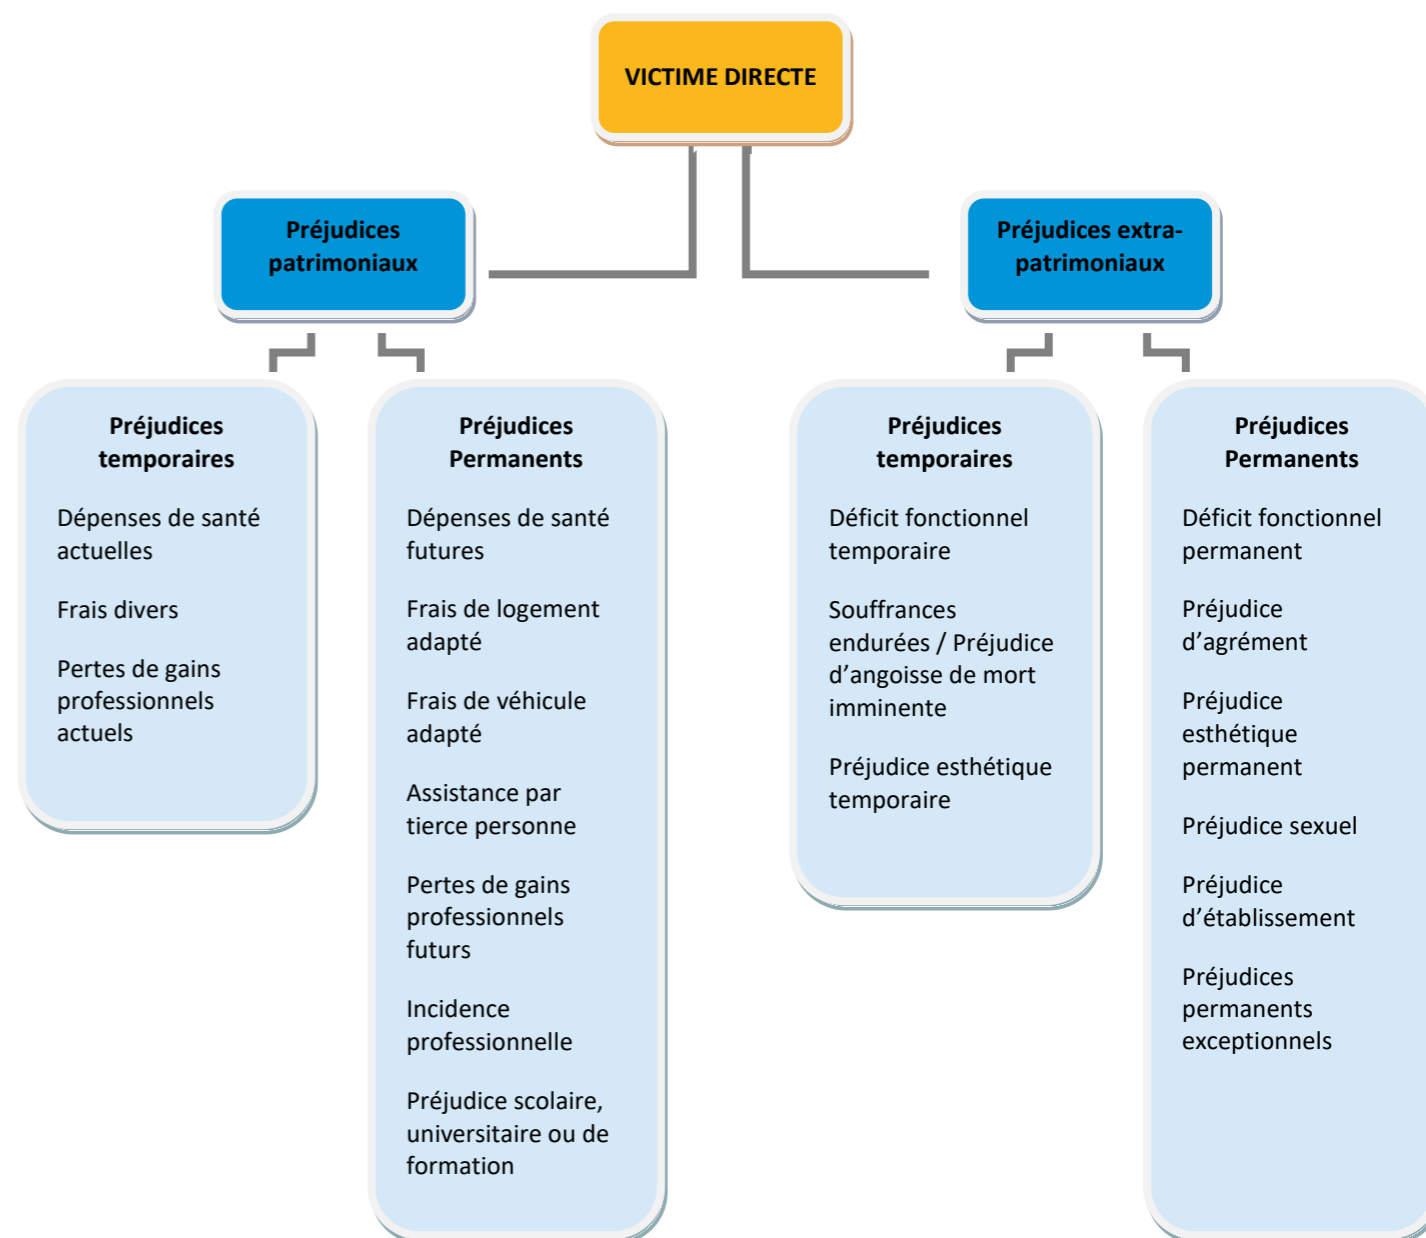 VICTIME DIRECTE
Préjudices
patrimoniaux
Préjudices extra-
patrimoniaux
Préjudices
temporaires
Dépenses de santé
actuelles
Frais divers
Pertes de gains
professionnels
actuels
Préjudices
Permanents
Dépenses de santé
futures
Frais de logement
adapté
Frais de véhicule
adapté
Assistance par
tierce personne
Pertes de gains
professionnels
futurs
Incidence
professionnelle
Préjudice scolaire,
universitaire ou de
formation
Préjudices
temporaires
Déficit fonctionnel
temporaire
Souffrances
endurées / Préjudice
d’angoisse de mort
imminente
Préjudice esthétique
temporaire
Préjudices
Permanents
Déficit fonctionnel
permanent
Préjudice
d’agrément
Préjudice
esthétique
permanent
Préjudice sexuel
Préjudice
d’établissement
Préjudices
permanents
exceptionnels